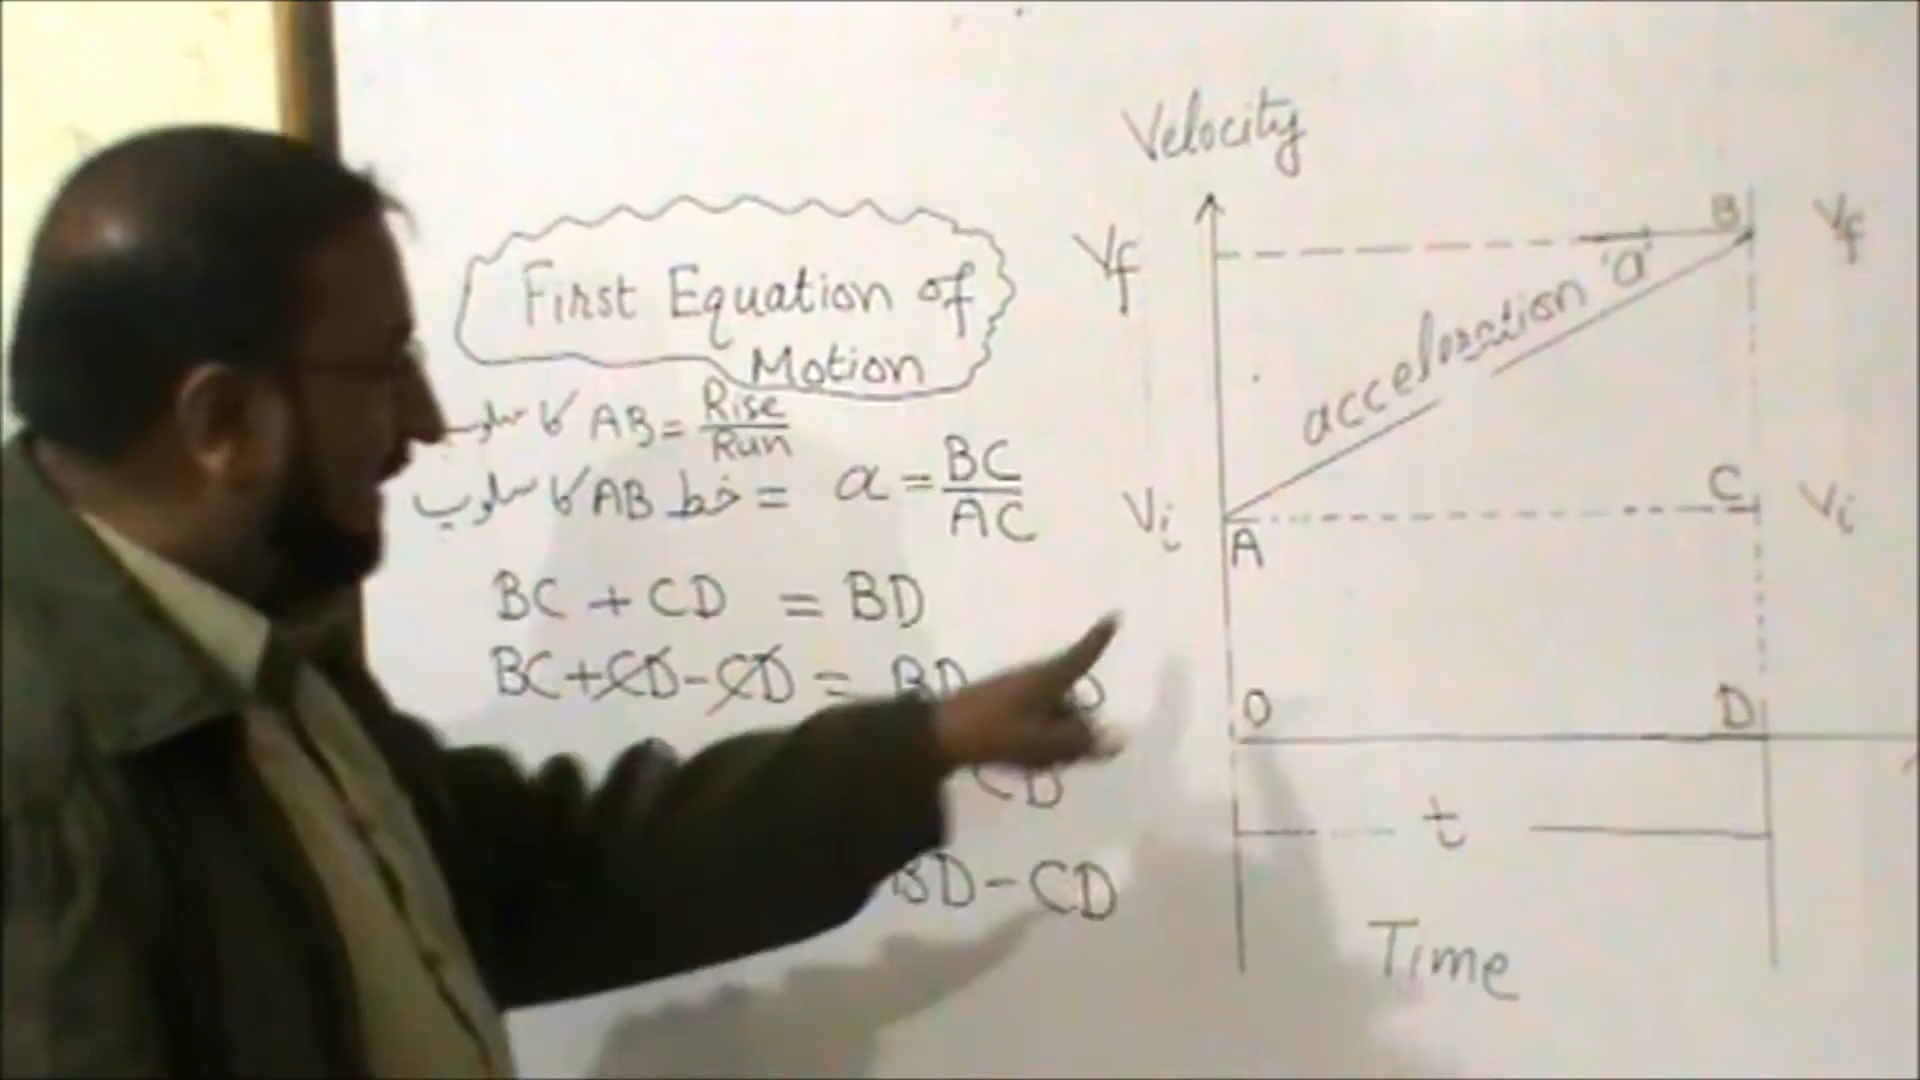 First Equation of
Motion
AB کا سلوپ = Rise / Run
خط AB کا سلوپ = a = BC / AC
BC + CD = BD
BC + CD - CD = BD
CD
BD - CD
Velocity
Vf
B
Vf
acceleration 'a'
Vi
A
C
Vi
O
D
t
Time